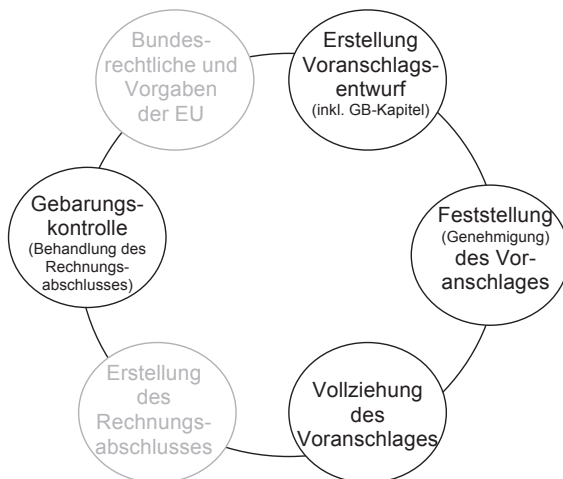 Bundes-
rechtliche und
Vorgaben
der EU
Erstellung
Voranschlags-
entwurf
(inkl. GB-Kapitel)
Feststellung
(Genehmigung)
des Vor-
anschlages
Vollziehung
des
Voranschlages
Erstellung
des
Rechnungs-
abschlusses
Gebarungs-
kontrolle
(Behandlung des
Rechnungs-
abschlusses)